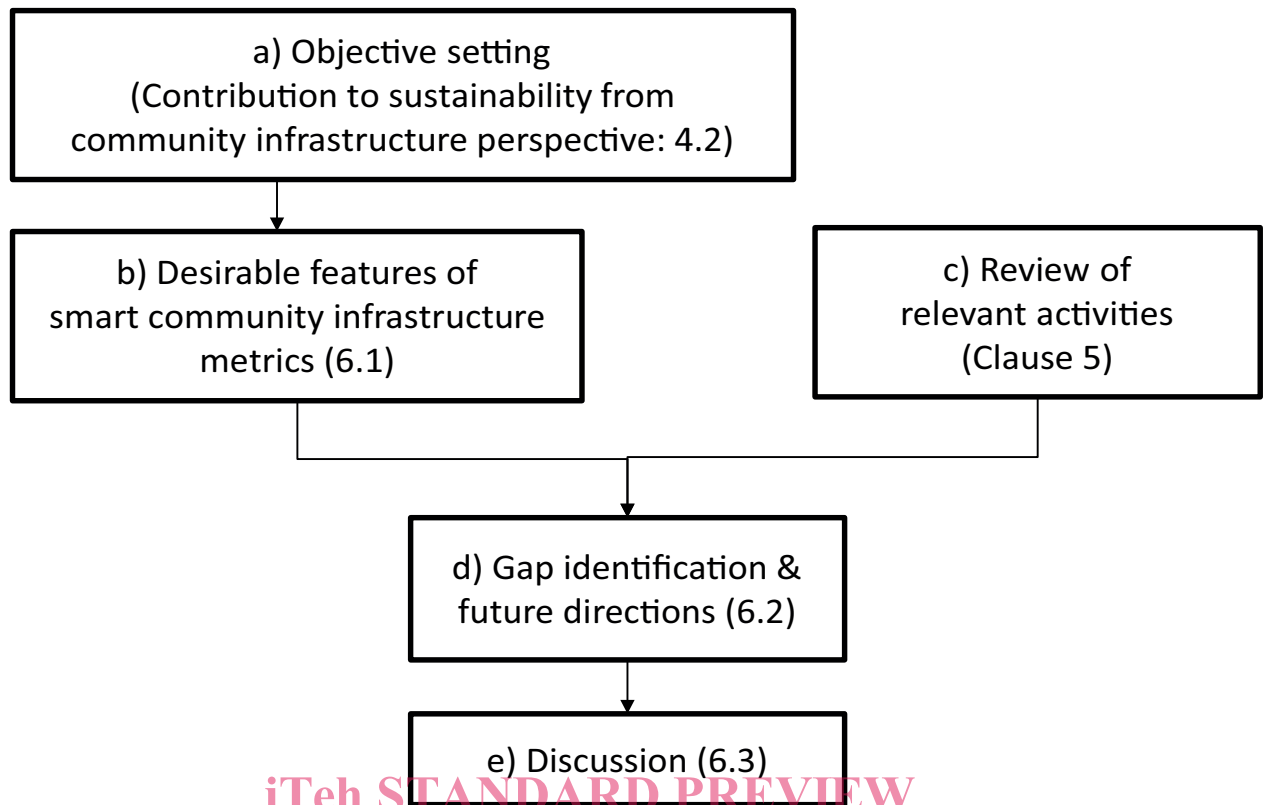 a) Objective setting
(Contribution to sustainability from
community infrastructure perspective: 4.2)
b) Desirable features of
smart community infrastructure
metrics (6.1)
c) Review of
relevant activities
(Clause 5)
d) Gap identification &
future directions (6.2)
e) Discussion (6.3)
iTeh STANDARD PREVIEW